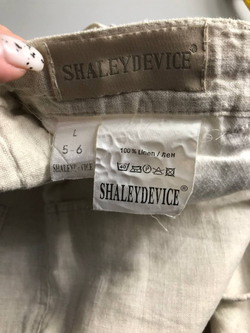 SHALEYDEVICE®
L
5-6
100% Linen / лен
SHALEYDEVICE®